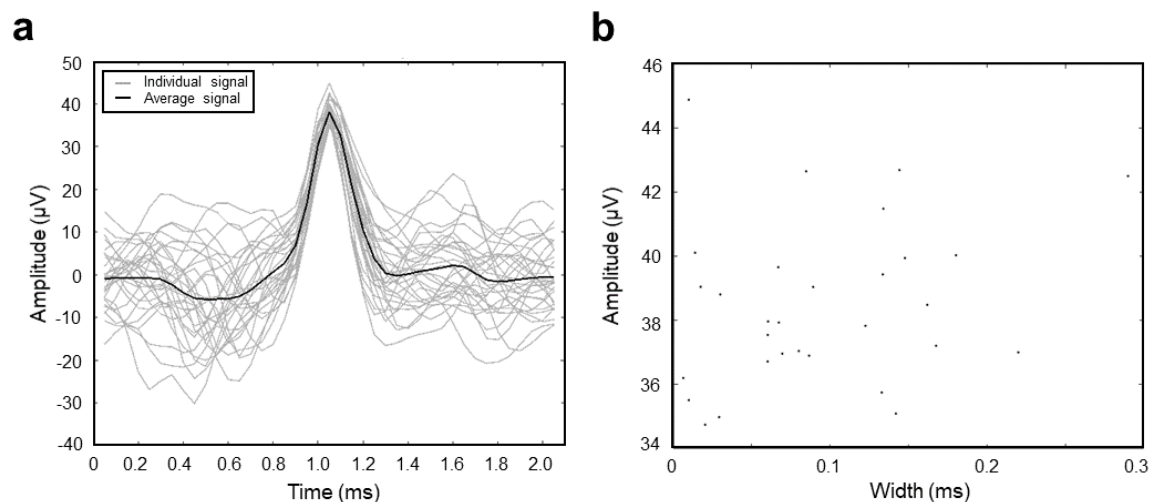 a
Individual signal
Average signal
50
40
30
20
10
0
-10
-20
-30
-40
Amplitude (µV)
0 0.2 0.4 0.6 0.8 1.0 1.2 1.4 1.6 1.8 2.0
Time (ms)
b
46
44
42
40
38
36
34
Amplitude (µV)
0 0.1 0.2 0.3
Width (ms)